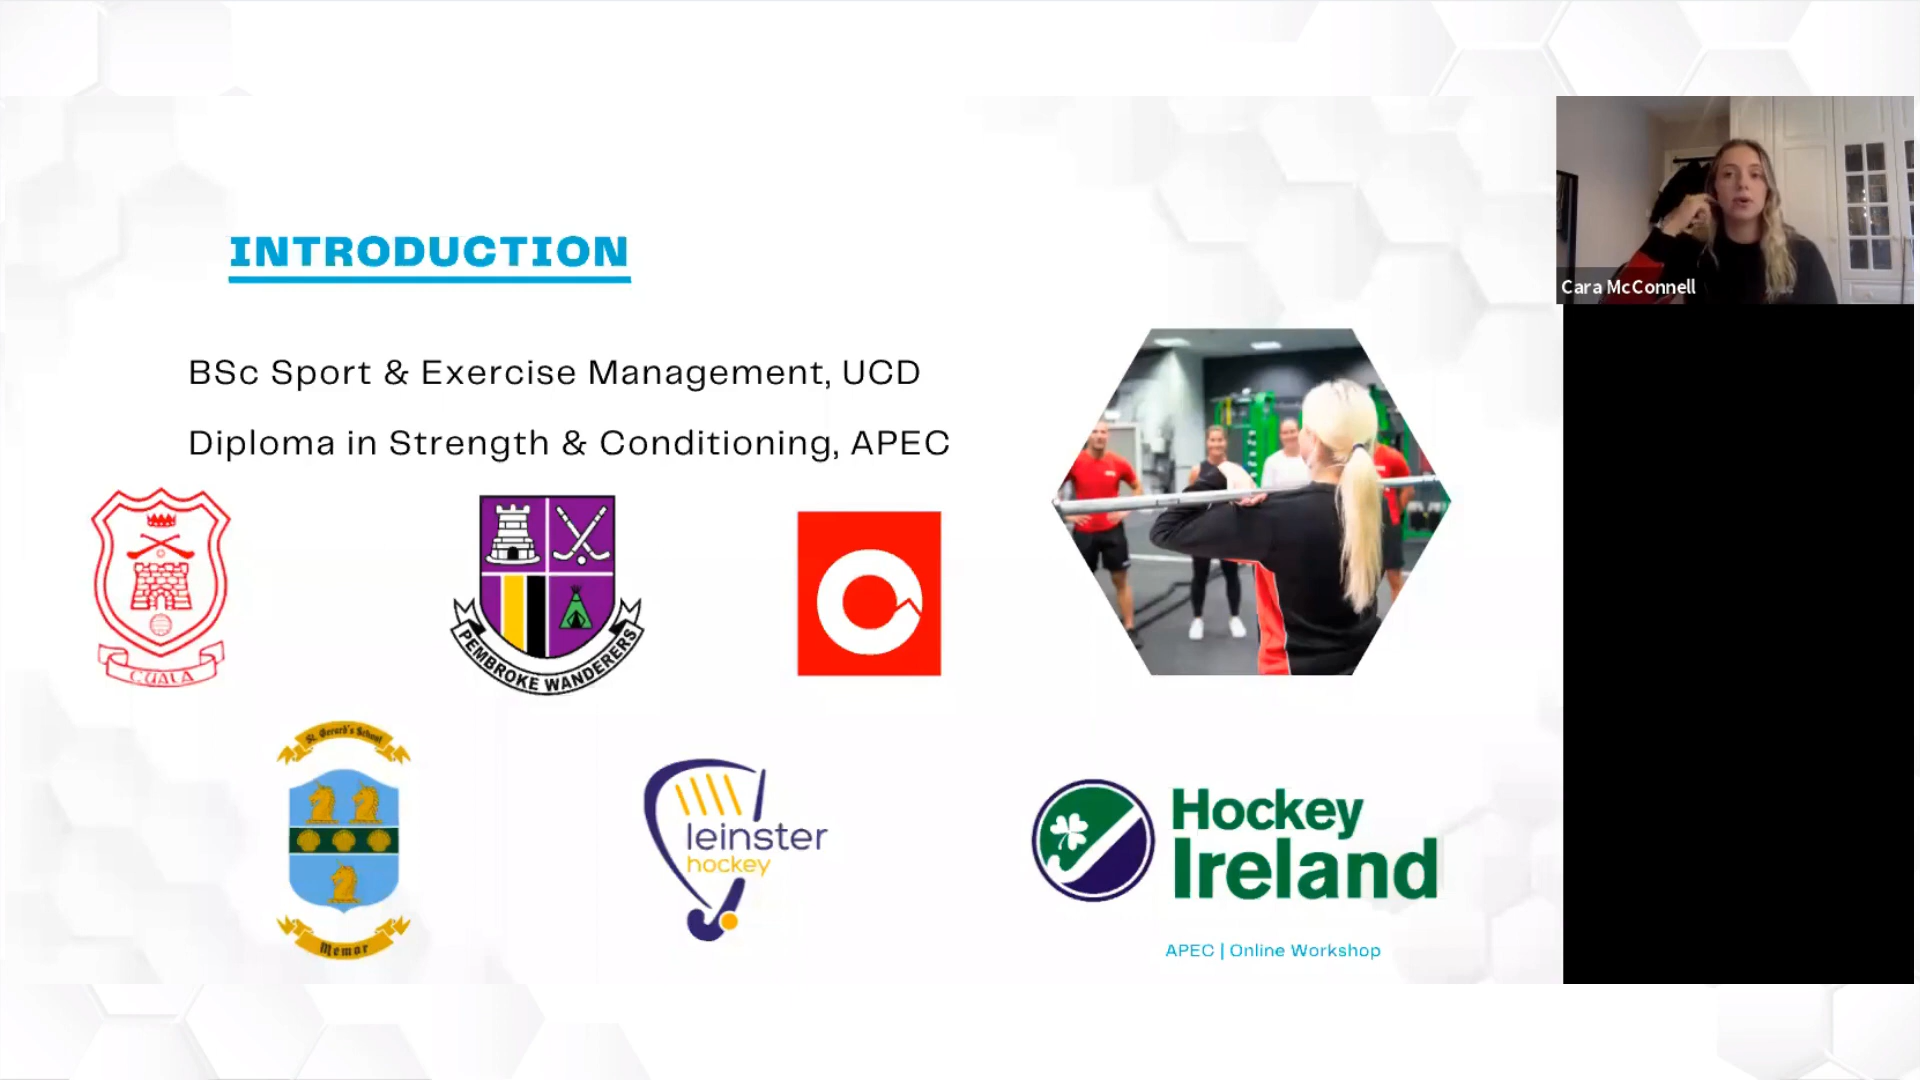 INTRODUCTION
BSc Sport & Exercise Management, UCD
Diploma in Strength & Conditioning, APEC
CUALA
PEMBROKE WANDERERS
St. Gerard's School
Memor
leinster
hockey
Hockey
Ireland
APEC | Online Workshop
Cara McConnell